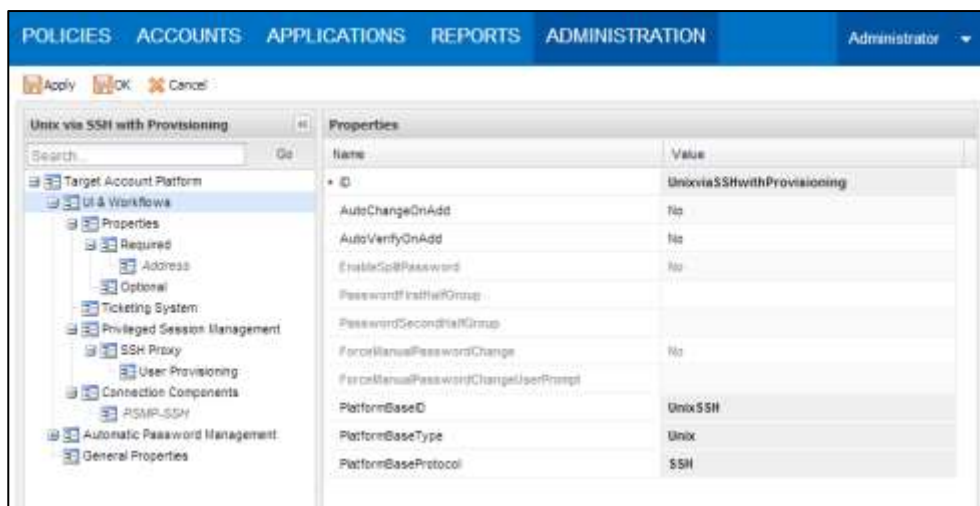 POLICIES ACCOUNTS APPLICATIONS REPORTS ADMINISTRATION Administrator
Apply OK Cancel
Unix via SSH with Provisioning
Search... Go
Target Account Platform
UI & Workflows
Properties
Required
Address
Optional
Ticketing System
Privileged Session Management
SSH Proxy
User Provisioning
Connection Components
PSMP-SSH
Automatic Password Management
General Properties
Properties
Name Value
ID UnixviaSSHwithProvisioning
AutoChangeOnAdd No
AutoVerifyOnAdd No
EnableSplitPassword No
PasswordFirstHalfGroup
PasswordSecondHalfGroup
ForceManualPasswordChange No
ForceManualPasswordChangeUserPrompt
PlatformBaseID UnixSSH
PlatformBaseType Unix
PlatformBaseProtocol SSH